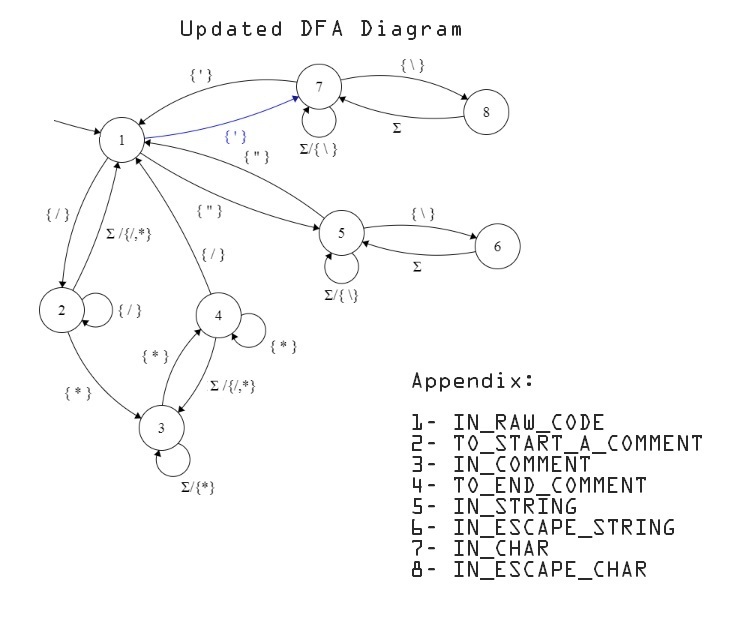 Updated DFA Diagram
{'}
{\}
7
8
Σ
1
{'}
Σ/{\}
{"}
{"}
{\}
{/}
Σ/{/,*}
5
6
{/}
Σ
Σ/{\}
2
{/}
4
{*}
{*}
Σ/{/,*}
{*}
3
Σ/{*}
Appendix:
1- IN_RAW_CODE
2- TO_START_A_COMMENT
3- IN_COMMENT
4- TO_END_COMMENT
5- IN_STRING
6- IN_ESCAPE_STRING
7- IN_CHAR
8- IN_ESCAPE_CHAR